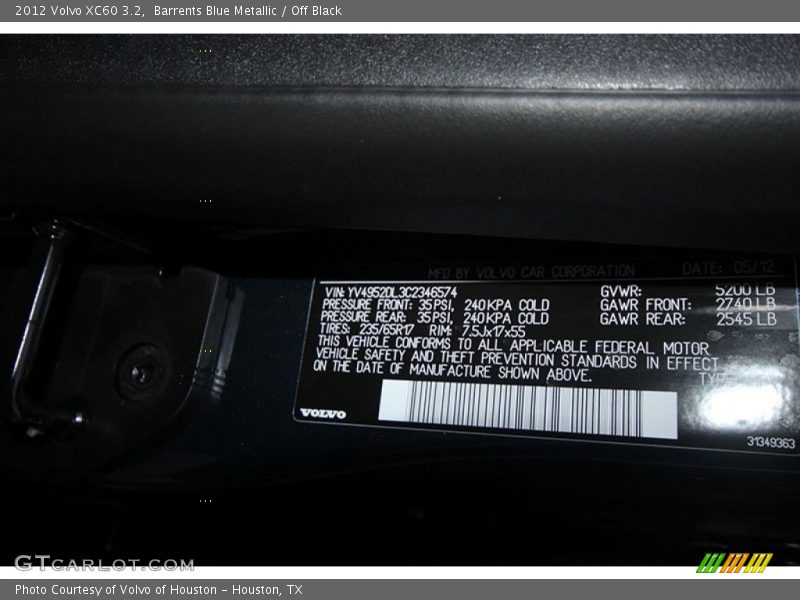 2012 Volvo XC60 3.2, Barrents Blue Metallic / Off Black
MFD BY VOLVO CAR CORPORATION DATE: 05/12
VIN: YV4952DL3C2346574 GVWR: 5200 LB
PRESSURE FRONT: 35 PSI, 240 KPA COLD GAWR FRONT: 2740 LB
PRESSURE REAR: 35 PSI, 240 KPA COLD GAWR REAR: 2545 LB
TIRES: 235/65R17 RIM: 7.5Jx17x55
THIS VEHICLE CONFORMS TO ALL APPLICABLE FEDERAL MOTOR
VEHICLE SAFETY AND THEFT PREVENTION STANDARDS IN EFFECT
ON THE DATE OF MANUFACTURE SHOWN ABOVE.
VOLVO
31349363
GTCARLOT.COM
Photo Courtesy of Volvo of Houston - Houston, TX